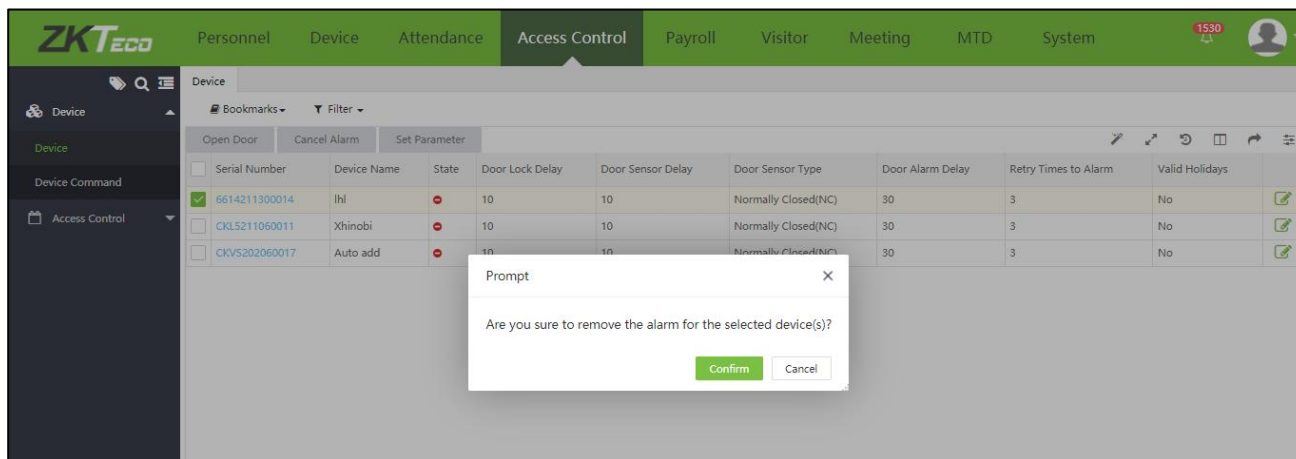 ZKTECO Personnel Device Attendance Access Control Payroll Visitor Meeting MTD System 1530
Device
Device
Bookmarks Filter
Open Door Cancel Alarm Set Parameter
Device
Device Command
Access Control
Serial Number Device Name State Door Lock Delay Door Sensor Delay Door Sensor Type Door Alarm Delay Retry Times to Alarm Valid Holidays
6614211300014 lhl 10 10 Normally Closed(NC) 30 3 No
CKL5211060011 Xhinobi 10 10 Normally Closed(NC) 30 3 No
CKVS202060017 Auto add 10 10 Normally Closed(NC) 30 3 No
Prompt
Are you sure to remove the alarm for the selected device(s)?
Confirm Cancel